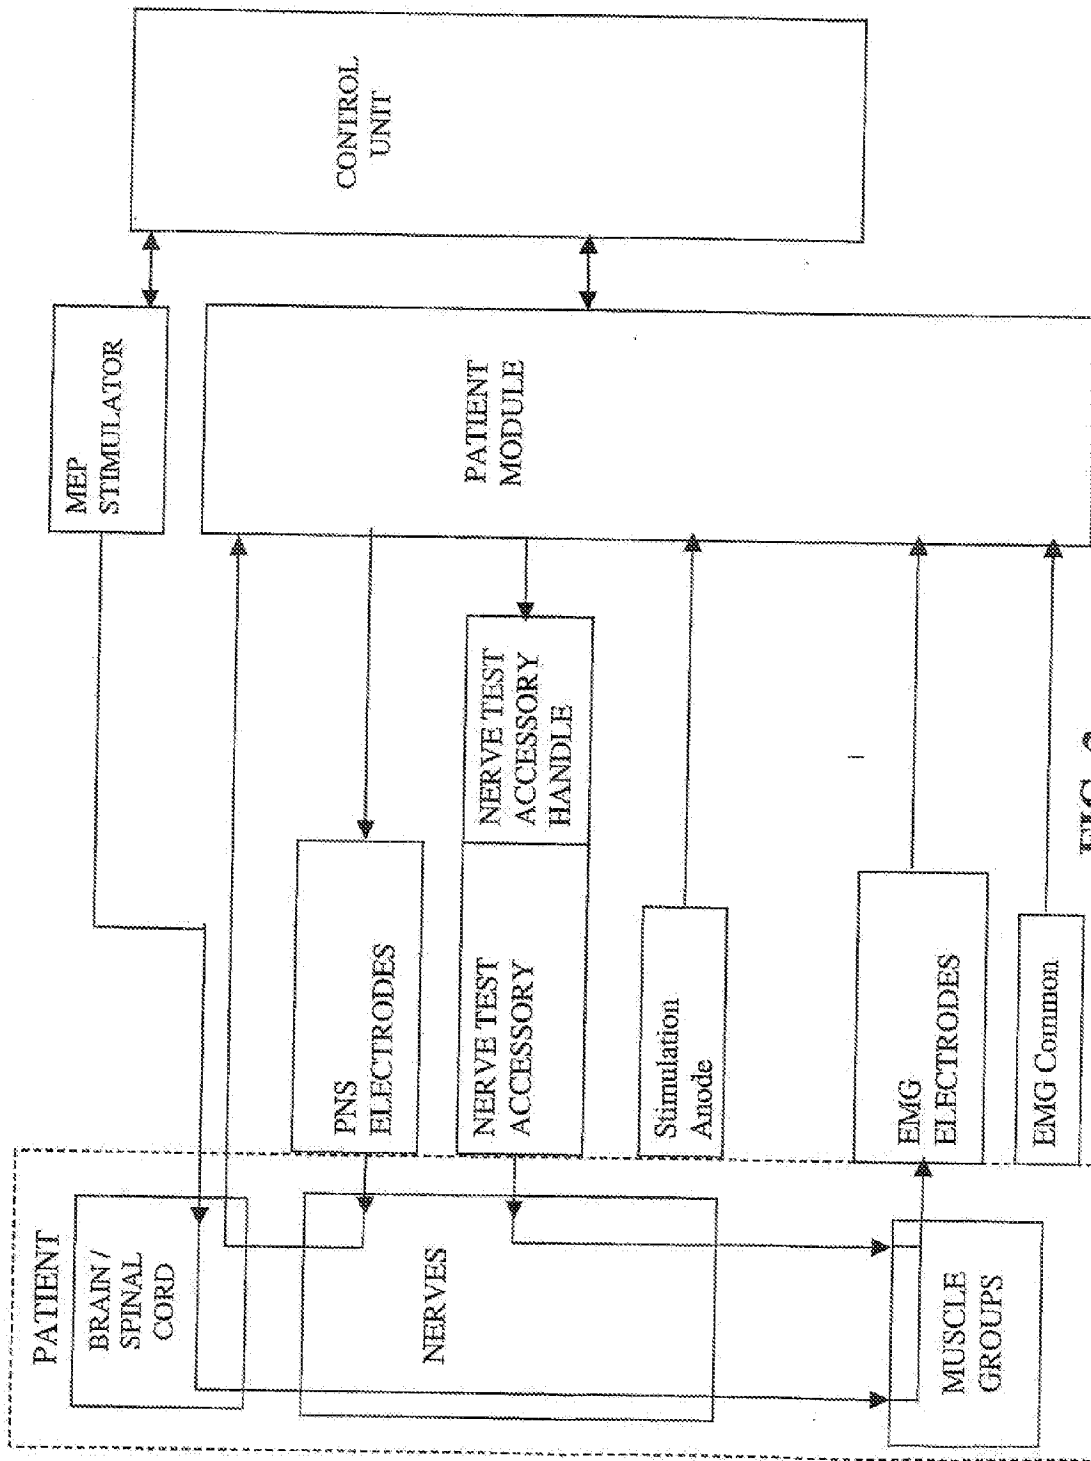 PATIENT
BRAIN /
SPINAL
CORD
NERVES
MUSCLE
GROUPS
PNS
ELECTRODES
NERVE TEST
ACCESSORY
NERVE TEST
ACCESSORY
HANDLE
Stimulation
Anode
EMG
ELECTRODES
EMG Common
MEP
STIMULATOR
PATIENT
MODULE
CONTROL
UNIT
FIG.